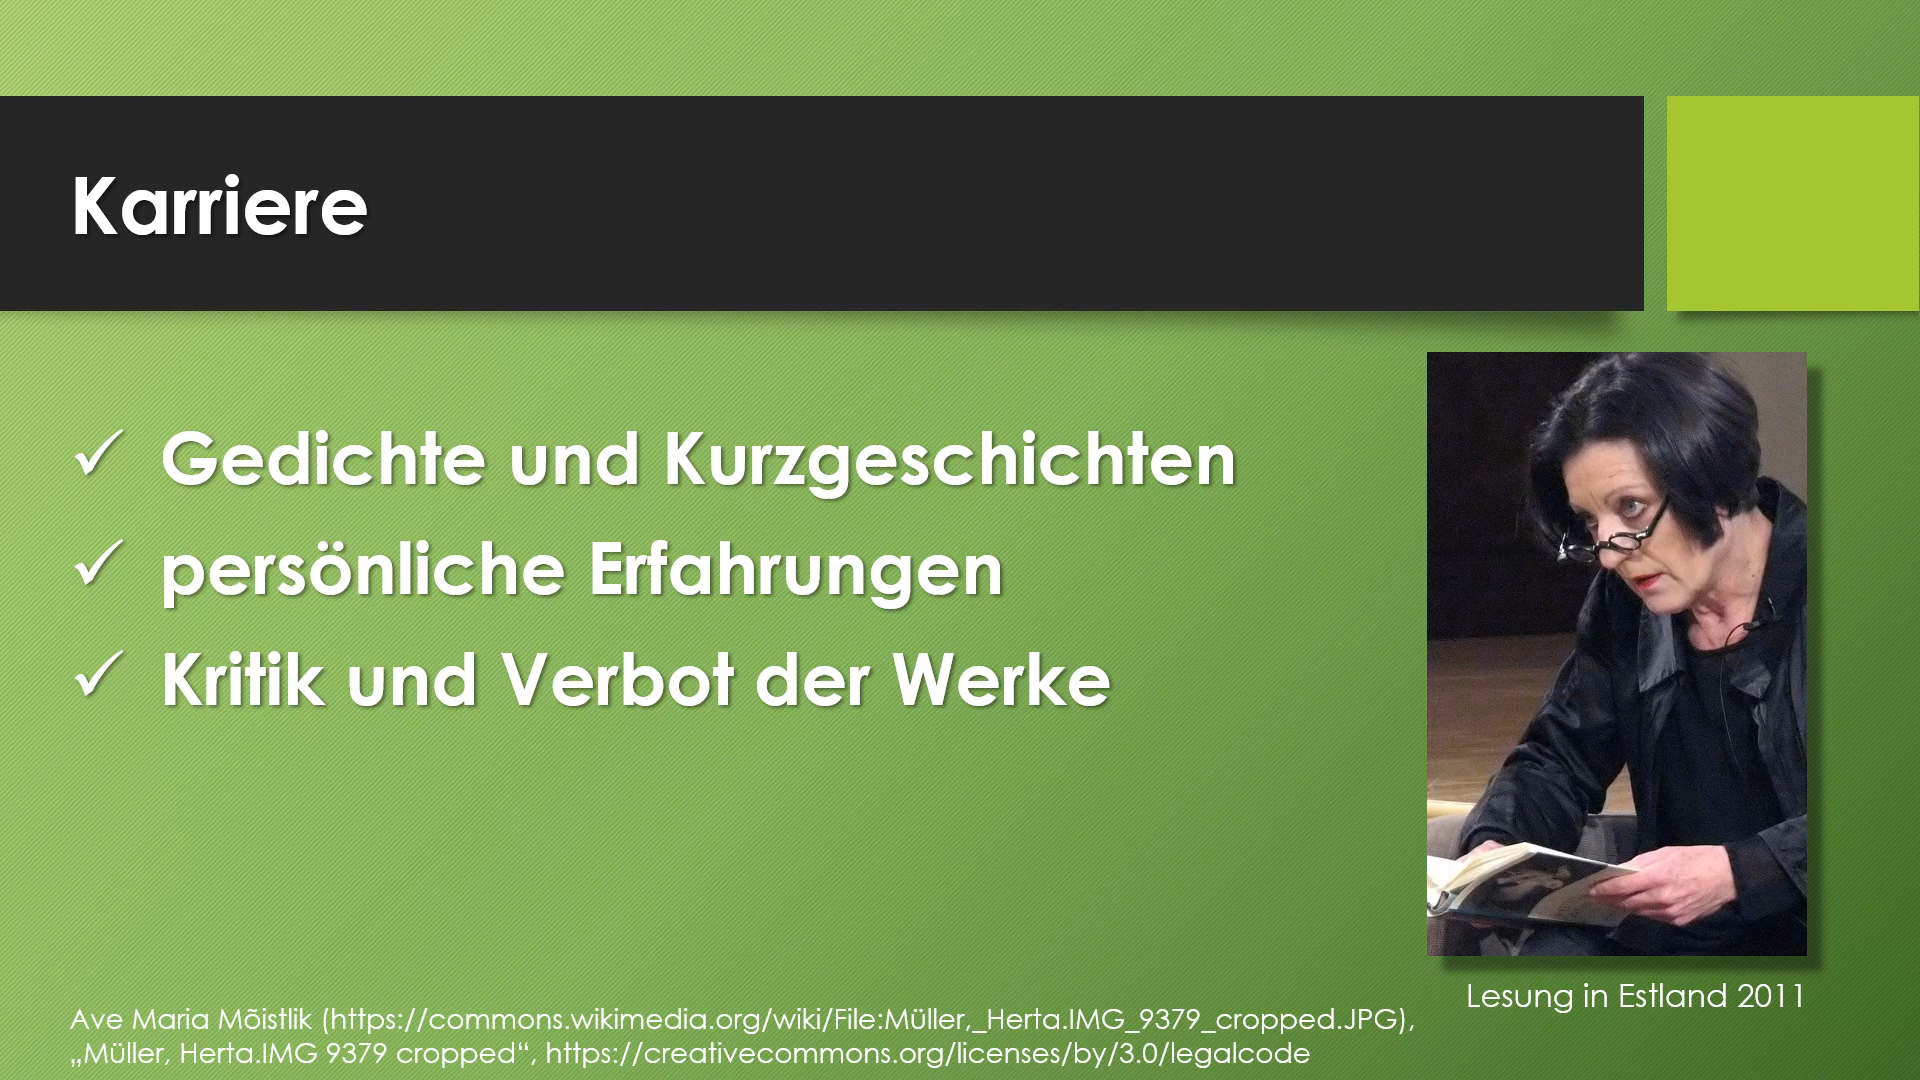 Karriere
Gedichte und Kurzgeschichten
persönliche Erfahrungen
Kritik und Verbot der Werke
Lesung in Estland 2011
Ave Maria Mõistlik (https://commons.wikimedia.org/wiki/File:Müller,_Herta.IMG_9379_cropped.JPG),
„Müller, Herta.IMG 9379 cropped“, https://creativecommons.org/licenses/by/3.0/legalcode